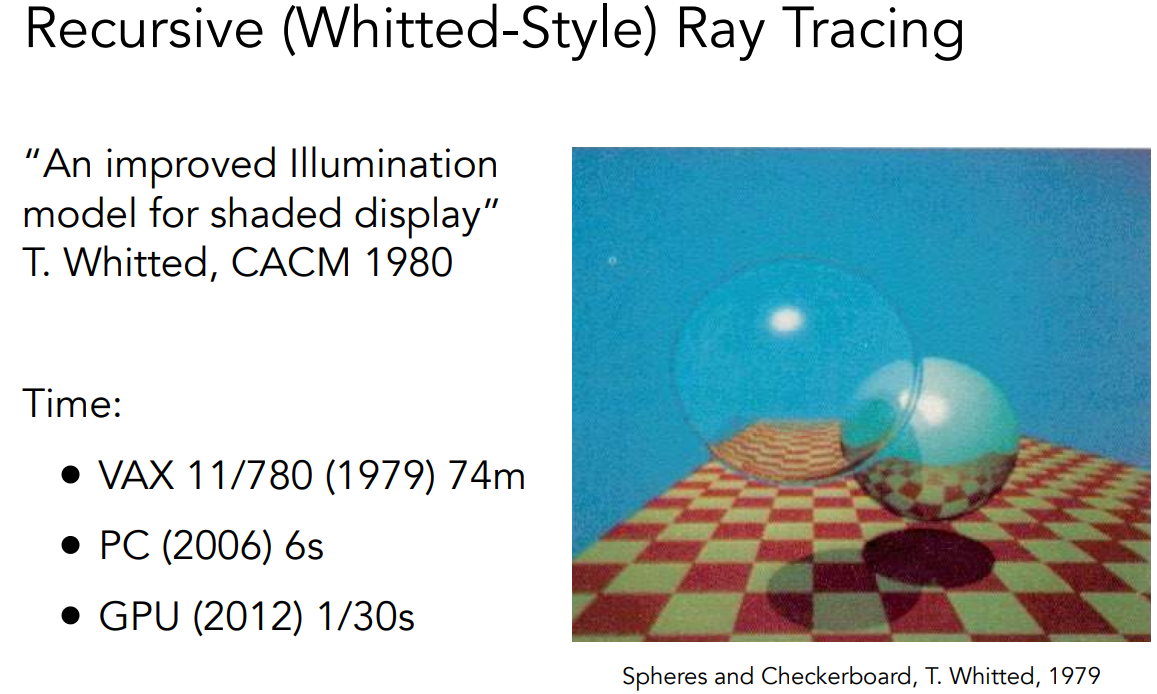 Recursive (Whitted-Style) Ray Tracing
“An improved Illumination
model for shaded display”
T. Whitted, CACM 1980
Time:
● VAX 11/780 (1979) 74m
● PC (2006) 6s
● GPU (2012) 1/30s
Spheres and Checkerboard, T. Whitted, 1979